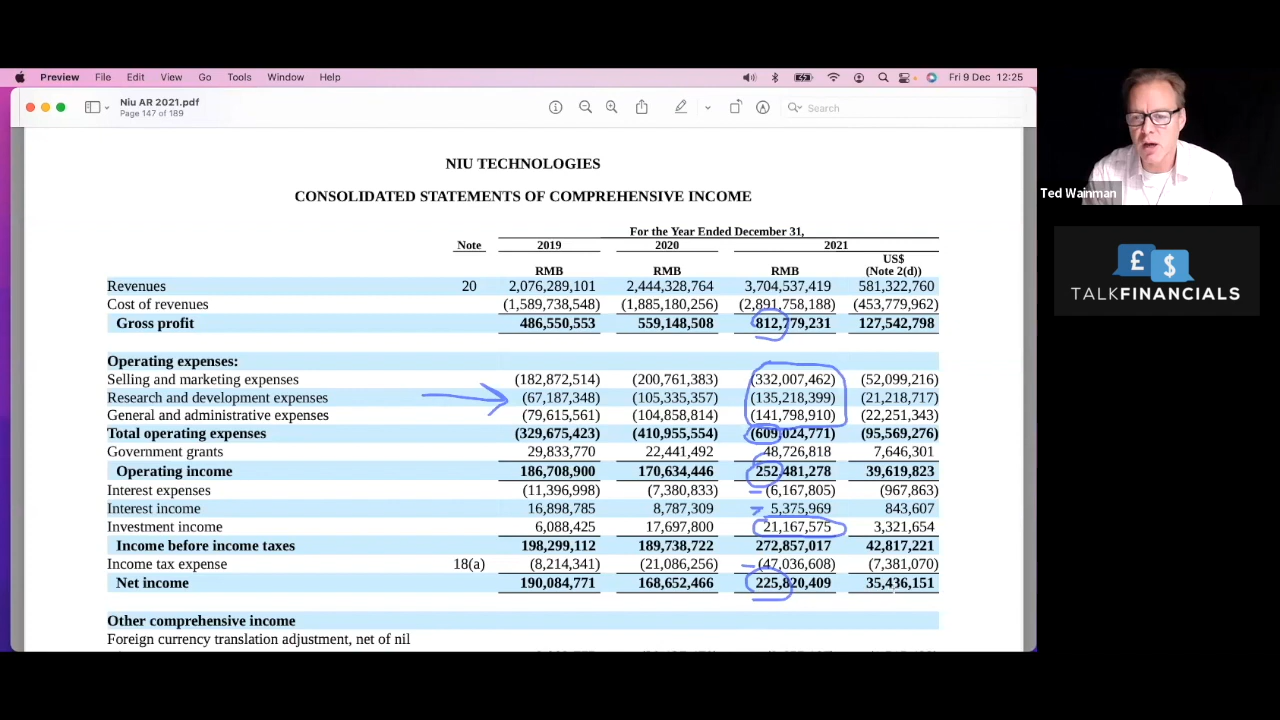 Preview File Edit View Go Tools Window Help Fri 9 Dec 12:25
Niu AR 2021.pdf
Page 147 of 189
Search
Ted Wainman
£ $
TALKFINANCIALS
NIU TECHNOLOGIES
CONSOLIDATED STATEMENTS OF COMPREHENSIVE INCOME
For the Year Ended December 31,
Note 2019 2020 2021
US$
RMB RMB RMB (Note 2(d))
Revenues 20 2,076,289,101 2,444,328,764 3,704,537,419 581,322,760
Cost of revenues (1,589,738,548) (1,885,180,256) (2,891,758,188) (453,779,962)
Gross profit 486,550,553 559,148,508 812,779,231 127,542,798
Operating expenses:
Selling and marketing expenses (182,872,514) (200,761,383) (332,007,462) (52,099,216)
Research and development expenses (67,187,348) (105,335,357) (135,218,399) (21,218,717)
General and administrative expenses (79,615,561) (104,858,814) (141,798,910) (22,251,343)
Total operating expenses (329,675,423) (410,955,554) (609,024,771) (95,569,276)
Government grants 29,833,770 22,441,492 48,726,818 7,646,301
Operating income 186,708,900 170,634,446 252,481,278 39,619,823
Interest expenses (11,396,998) (7,380,833) (6,167,805) (967,863)
Interest income 16,898,785 8,787,309 5,375,969 843,607
Investment income 6,088,425 17,697,800 21,167,575 3,321,654
Income before income taxes 198,299,112 189,738,722 272,857,017 42,817,221
Income tax expense 18(a) (8,214,341) (21,086,256) (47,036,608) (7,381,070)
Net income 190,084,771 168,652,466 225,820,409 35,436,151
Other comprehensive income
Foreign currency translation adjustment, net of nil